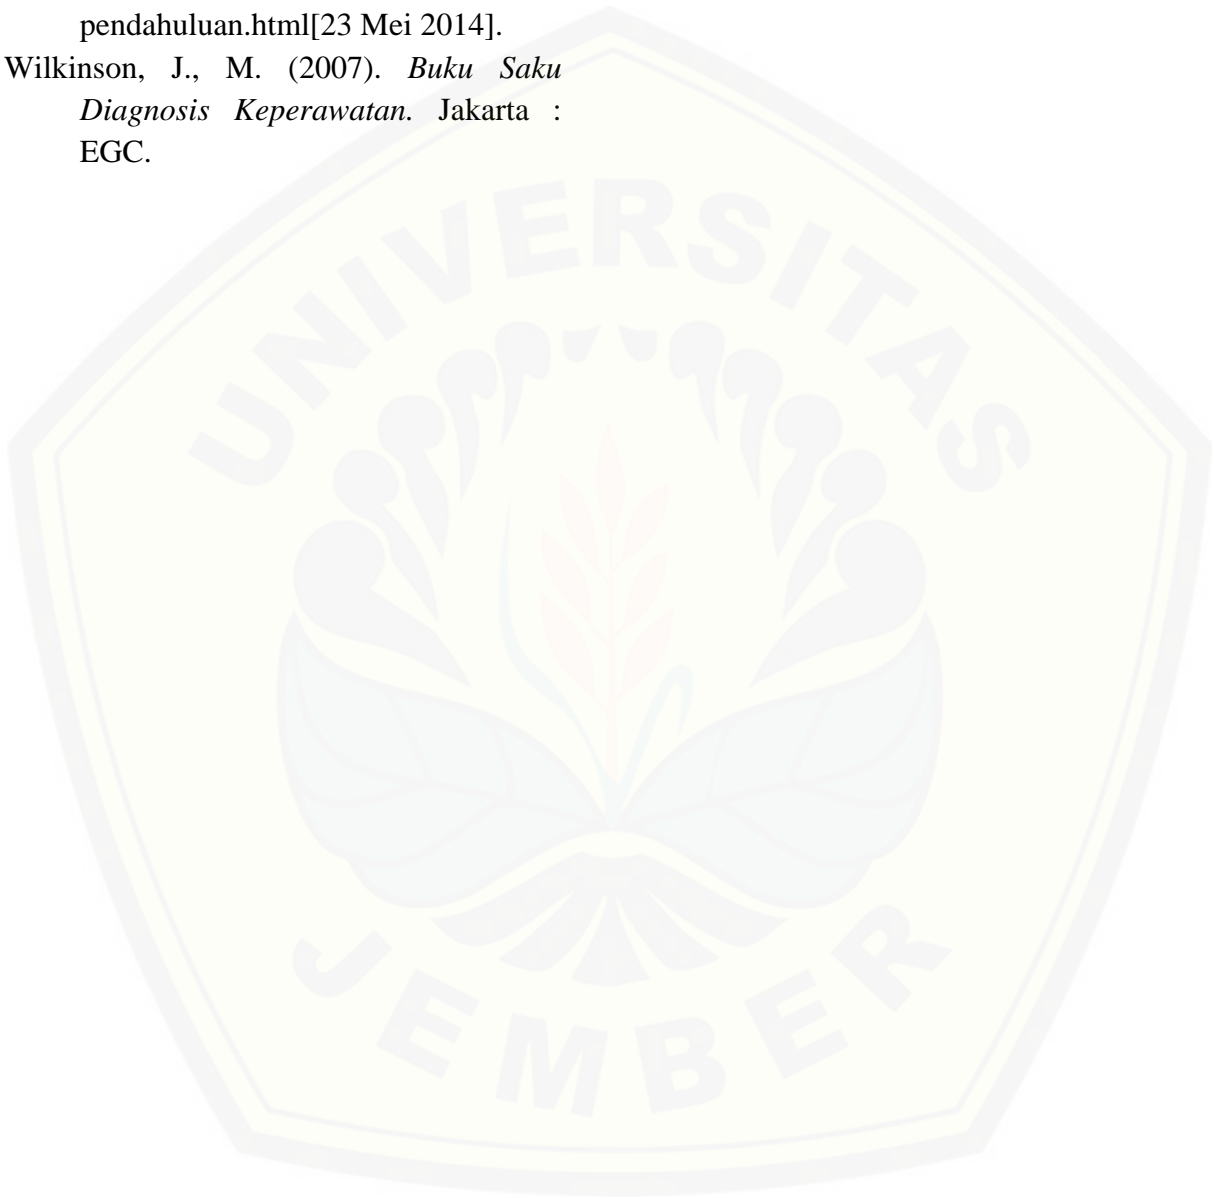 pendahuluan.html[23 Mei 2014].
Wilkinson, J., M. (2007). Buku Saku
Diagnosis Keperawatan. Jakarta :
EGC.
UNIVERSITAS
JEMBER